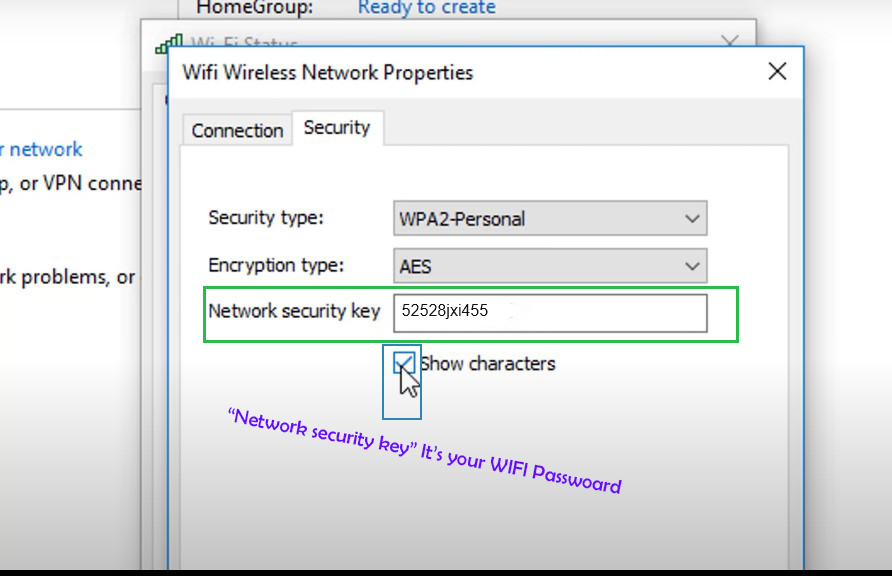 HomeGroup: Ready to create
Wi-Fi Status
Wifi Wireless Network Properties
Connection Security
r network
p, or VPN conne
Security type: WPA2-Personal
Encryption type: AES
rk problems, or
Network security key 52528jxi455
Show characters
“Network security key” It’s your WIFI Passwoard